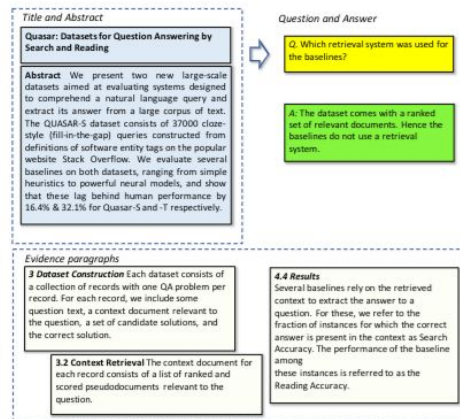 Title and Abstract
Quasar: Datasets for Question Answering by
Search and Reading
Abstract We present two new large-scale
datasets aimed at evaluating systems designed
to comprehend a natural language query and
extract its answer from a large corpus of text.
The QUASAR-S dataset consists of 37000 cloze-
style (fill-in-the-gap) queries constructed from
definitions of software entity tags on the popular
website Stack Overflow. We evaluate several
baselines on both datasets, ranging from simple
heuristics to powerful neural models, and show
that these lag behind human performance by
16.4% & 32.1% for Quasar-S and -T respectively.
Question and Answer
Q. Which retrieval system was used for
the baselines?
A: The dataset comes with a ranked
set of relevant documents. Hence the
baselines do not use a retrieval
system.
Evidence paragraphs
3 Dataset Construction Each dataset consists of
a collection of records with one QA problem per
record. For each record, we include some
question text, a context document relevant to
the question, a set of candidate solutions, and
the correct solution.
3.2 Context Retrieval The context document for
each record consists of a list of ranked and
scored pseudodocuments relevant to the
question.
4.4 Results
Several baselines rely on the retrieved
context to extract the answer to a
question. For these, we refer to the
fraction of instances for which the correct
answer is present in the context as Search
Accuracy. The performance of the baseline
among
these instances is referred to as the
Reading Accuracy.